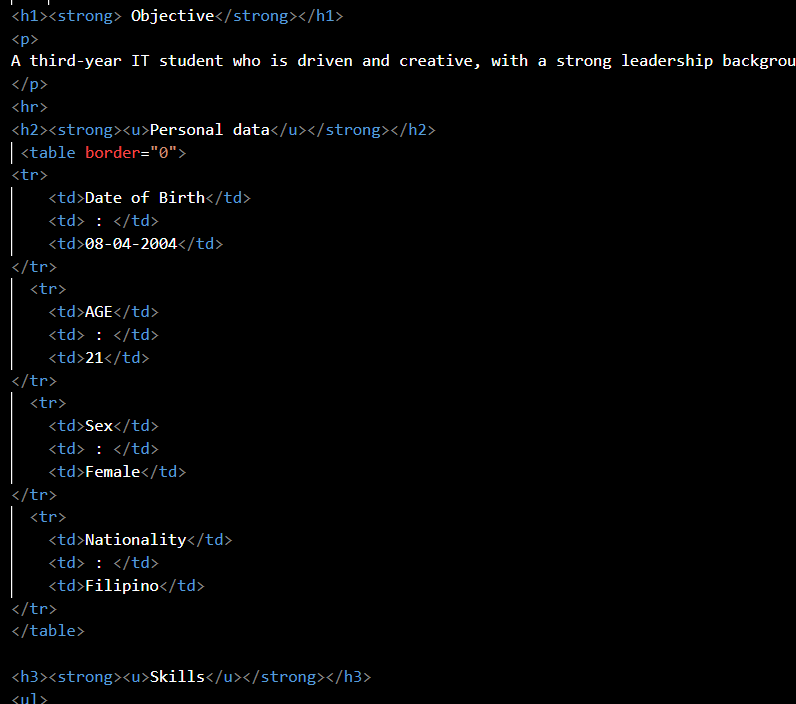 <h1><strong> Objective</strong></h1>
<p>
A third-year IT student who is driven and creative, with a strong leadership
</p>
<hr>
<h2><strong><u>Personal data</u></strong></h2>
<table border="0">
<tr>
<td>Date of Birth</td>
<td> : </td>
<td>08-04-2004</td>
</tr>
<tr>
<td>AGE</td>
<td> : </td>
<td>21</td>
</tr>
<tr>
<td>Sex</td>
<td> : </td>
<td>Female</td>
</tr>
<tr>
<td>Nationality</td>
<td> : </td>
<td>Filipino</td>
</tr>
</table>
<h3><strong><u>Skills</u></strong></h3>
<ul>